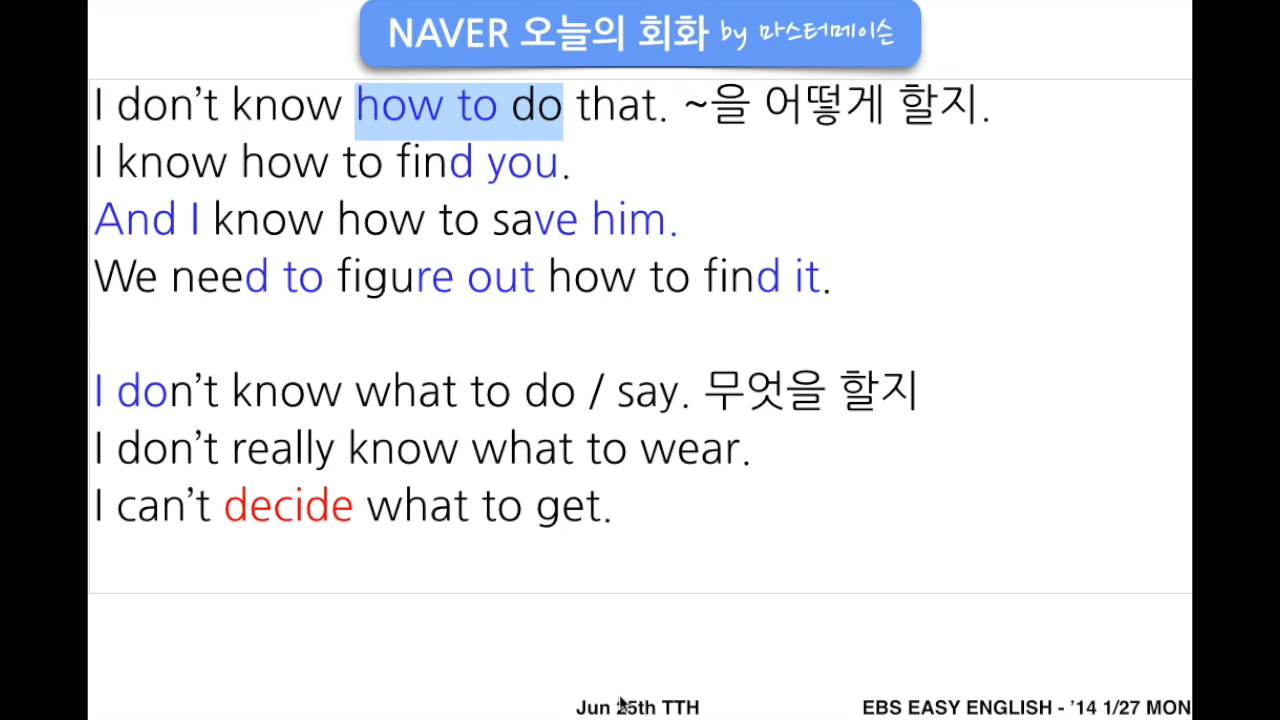 NAVER 오늘의 회화 by 마스터메이슨
I don’t know how to do that. ~을 어떻게 할지.
I know how to find you.
And I know how to save him.
We need to figure out how to find it.
I don’t know what to do / say. 무엇을 할지
I don’t really know what to wear.
I can’t decide what to get.
Jun 25th TTH
EBS EASY ENGLISH - ’14 1/27 MON